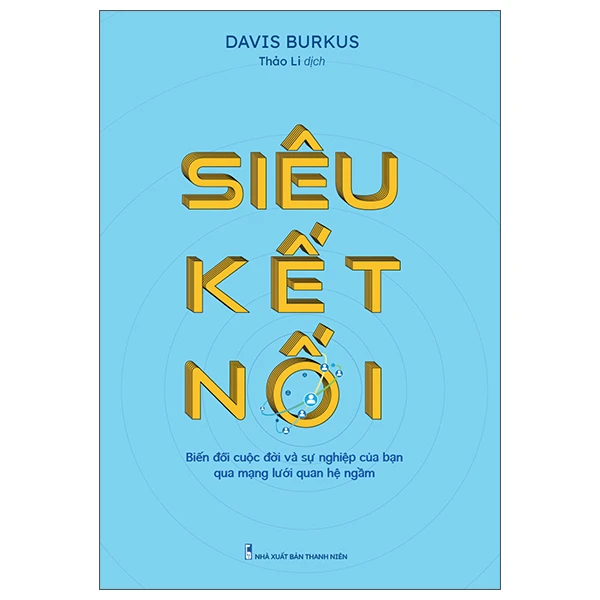 DAVIS BURKUS
Thảo Li dịch
SIÊU
KẾT
NỐI
Biến đổi cuộc đời và sự nghiệp của bạn
qua mạng lưới quan hệ ngầm
NHÀ XUẤT BẢN THANH NIÊN